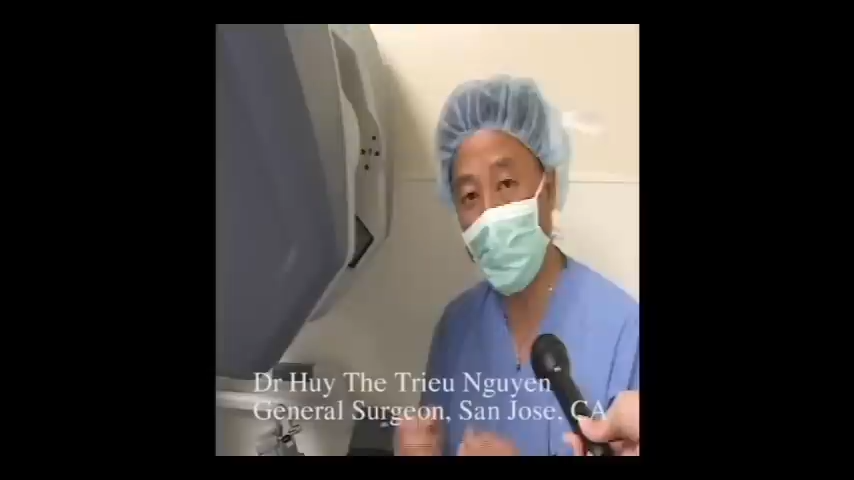 Dr Huy The Trieu Nguyen
General Surgeon, San Jose. CA